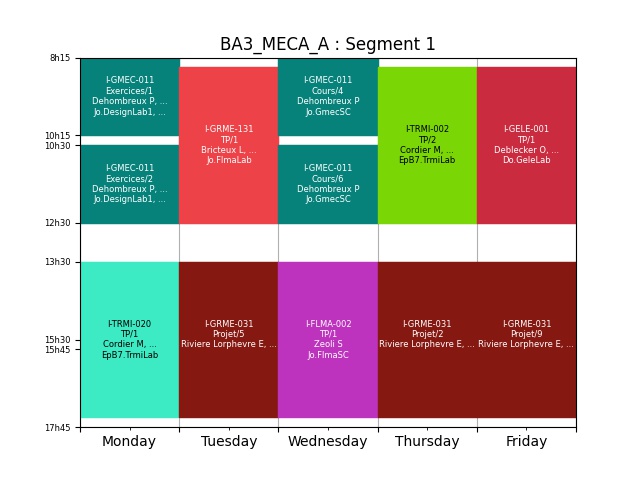 BA3_MECA_A : Segment 1
8h15
10h15
10h30
12h30
13h30
15h30
15h45
17h45
I-GMEC-011
Exercices/1
Dehombreux P, ...
Jo.DesignLab1, ...
I-GMEC-011
Exercices/2
Dehombreux P, ...
Jo.DesignLab1, ...
I-TRMI-020
TP/1
Cordier M, ...
EpB7.TrmiLab
I-GRME-131
TP/1
Bricteux L, ...
Jo.FlmaLab
I-GRME-031
Projet/5
Riviere Lorphevre E, ...
I-GMEC-011
Cours/4
Dehombreux P
Jo.GmecSC
I-GMEC-011
Cours/6
Dehombreux P
Jo.GmecSC
I-FLMA-002
TP/1
Zeoli S
Jo.FlmaSC
I-TRMI-002
TP/2
Cordier M, ...
EpB7.TrmiLab
I-GRME-031
Projet/2
Riviere Lorphevre E, ...
I-GELE-001
TP/1
Deblecker O, ...
Do.GeleLab
I-GRME-031
Projet/9
Riviere Lorphevre E, ...
Monday
Tuesday
Wednesday
Thursday
Friday